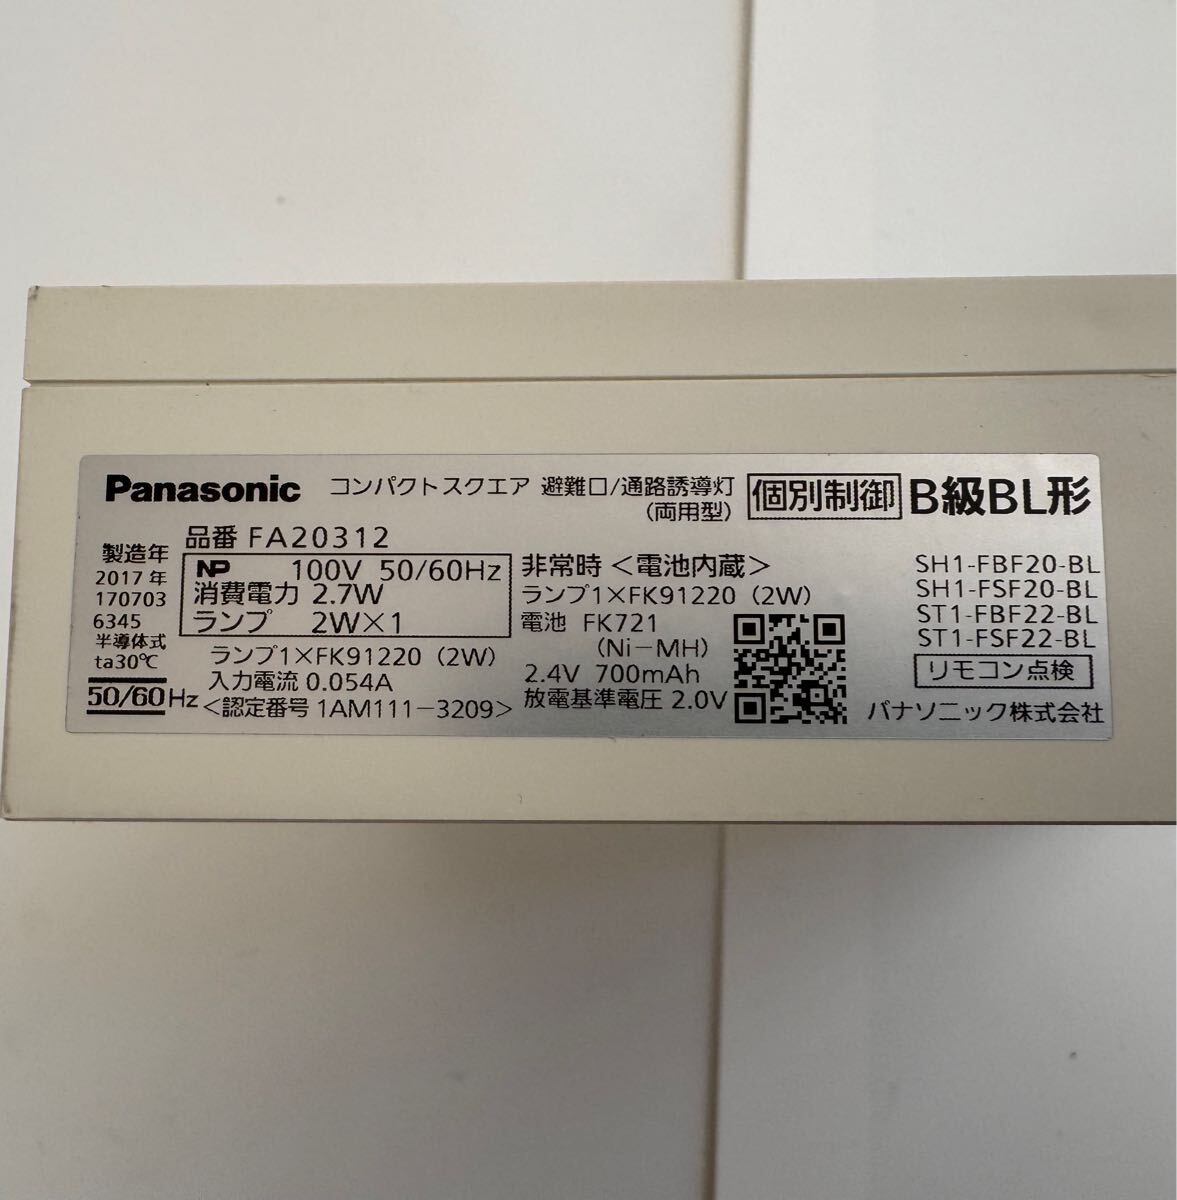 Panasonic コンパクトスクエア 避難口/通路誘導灯 個別制御 B級BL形
(両用型)
品番 FA20312
製造年
2017年
170703
6345
半導体式
ta30℃
50/60Hz
NP 100V 50/60Hz
消費電力 2.7W
ランプ 2W×1
ランプ1×FK91220 (2W)
入力電流 0.054A
<認定番号 1AM111-3209>
非常時 <電池内蔵>
ランプ1×FK91220 (2W)
電池 FK721
(Ni-MH)
2.4V 700mAh
放電基準電圧 2.0V
SH1-FBF20-BL
SH1-FSF20-BL
ST1-FBF22-BL
ST1-FSF22-BL
リモコン点検
パナソニック株式会社